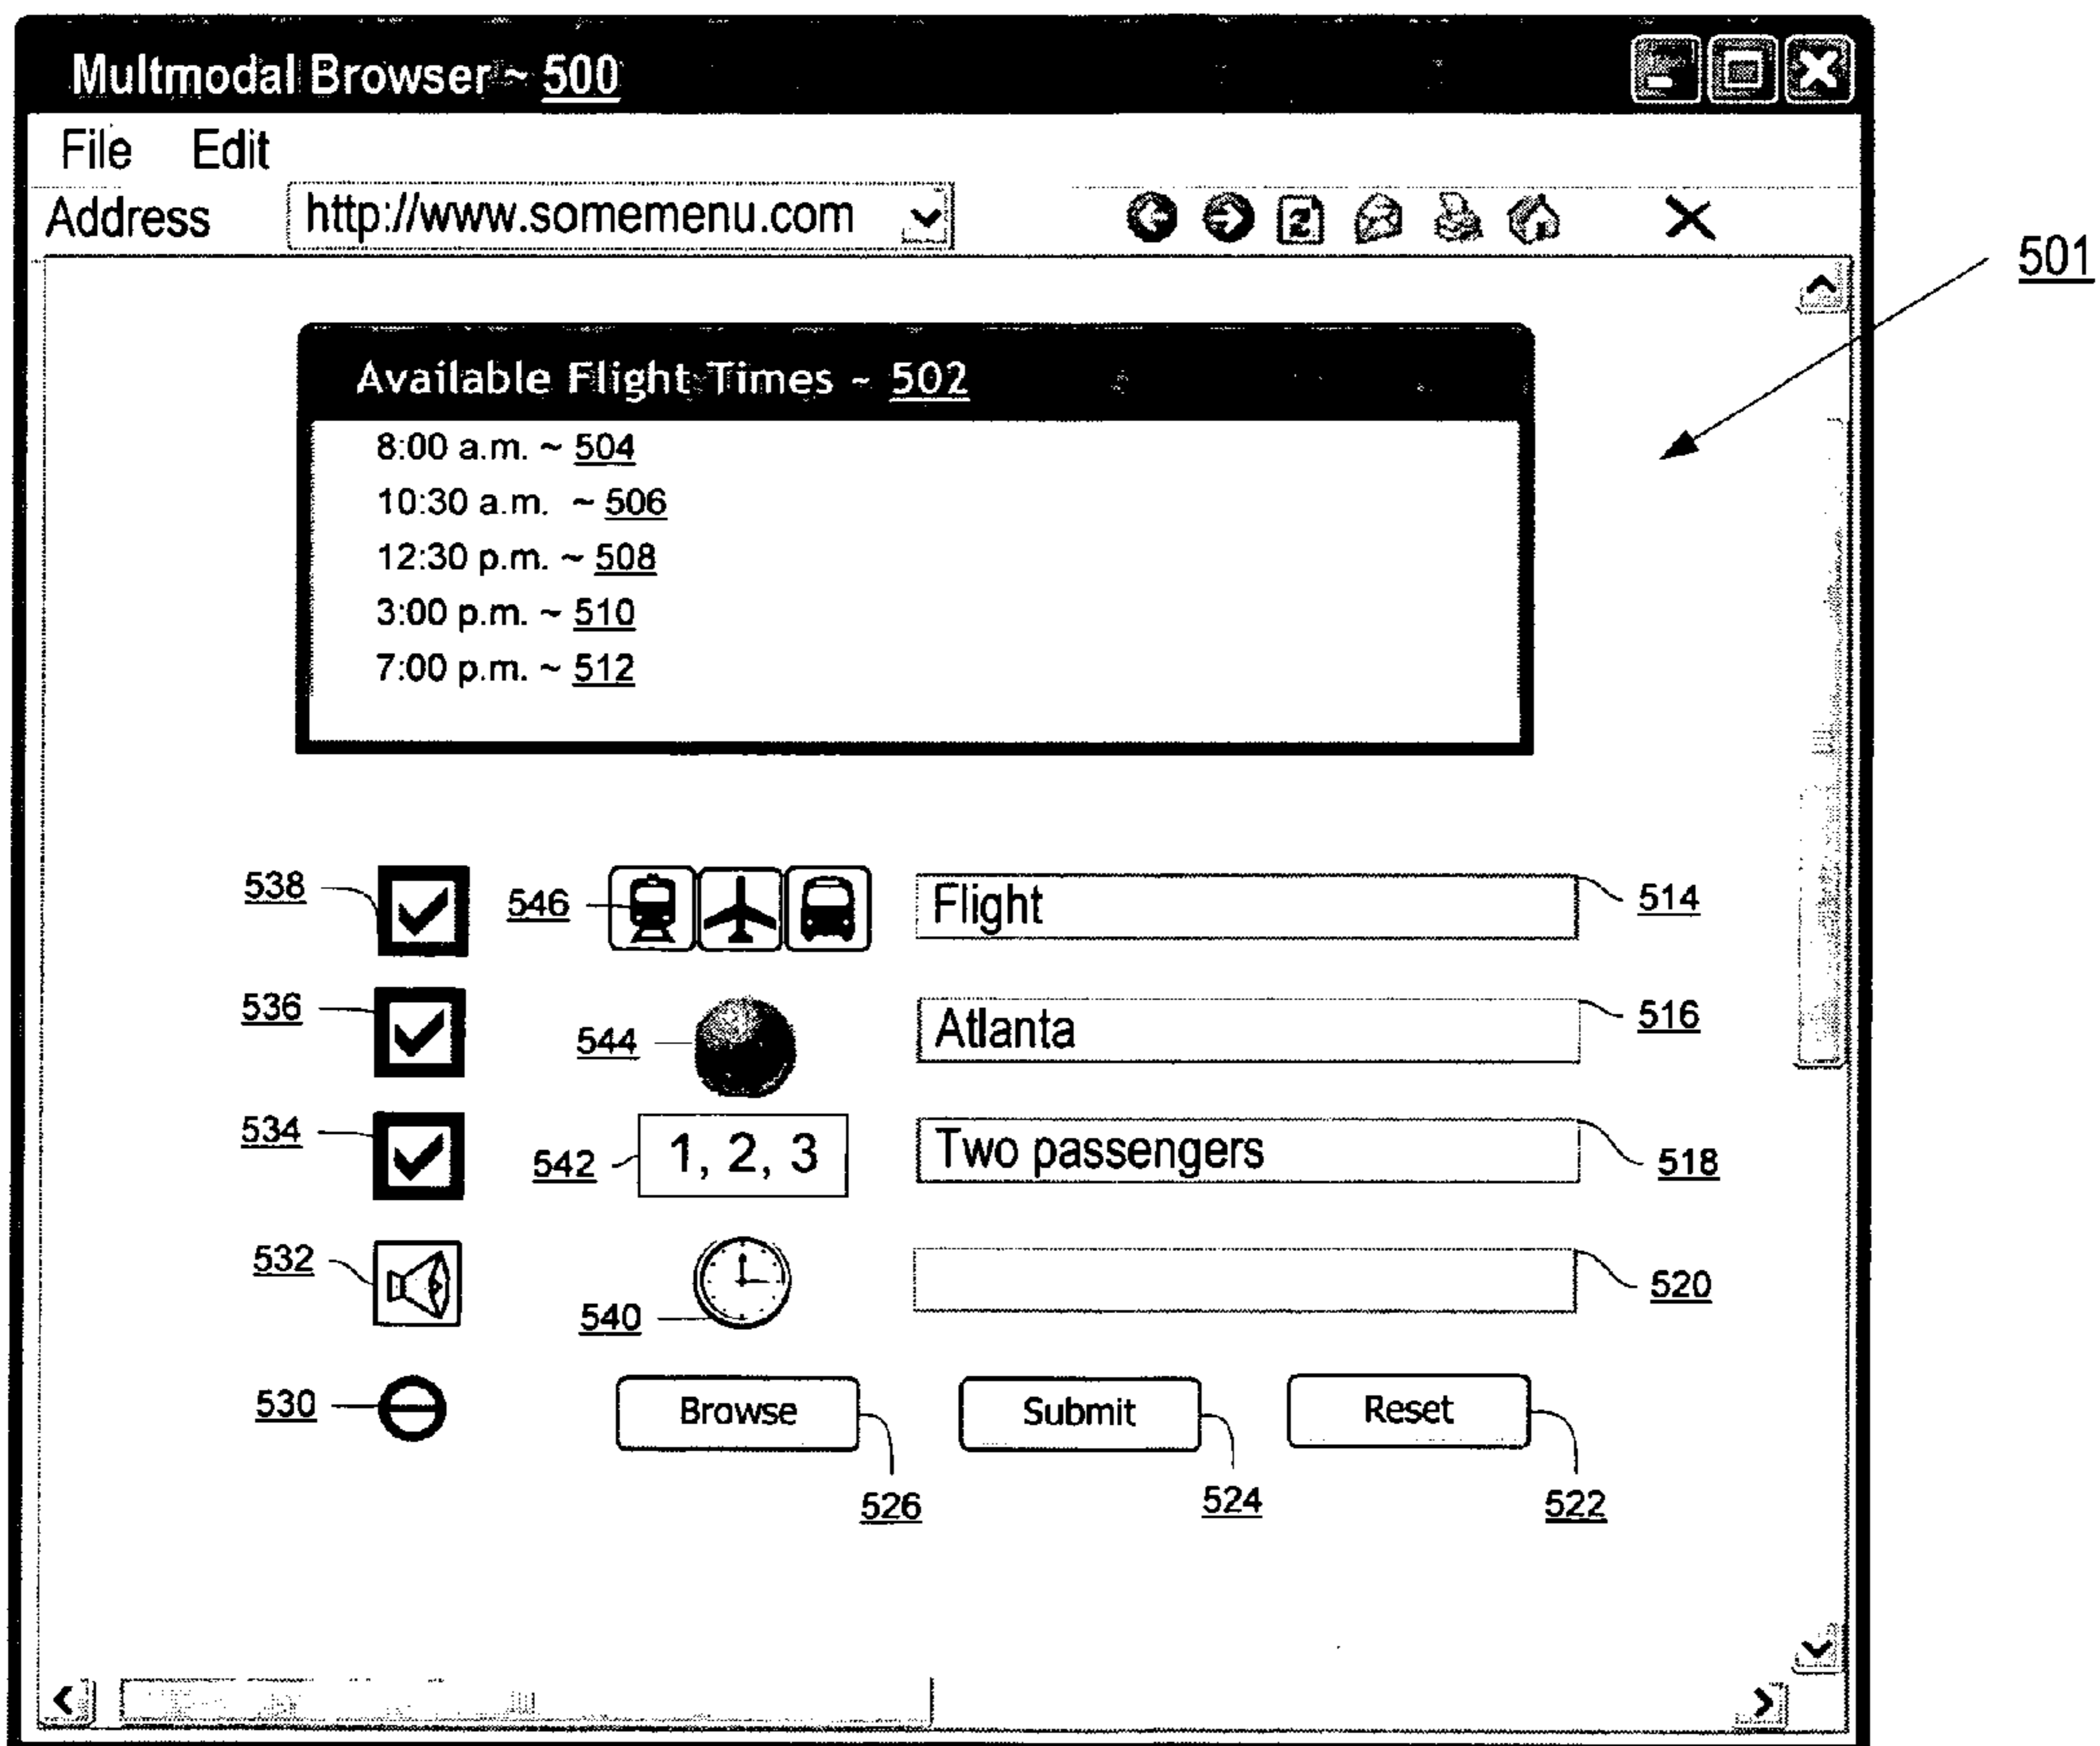 Multmodal Browser ~ 500
File Edit
Address http://www.somemenu.com
501
Available Flight Times ~ 502
8:00 a.m. ~ 504
10:30 a.m. ~ 506
12:30 p.m. ~ 508
3:00 p.m. ~ 510
7:00 p.m. ~ 512
538 546 Flight 514
536 544 Atlanta 516
534 542 1, 2, 3 Two passengers 518
532 540 520
530 Browse Submit Reset
526 524 522